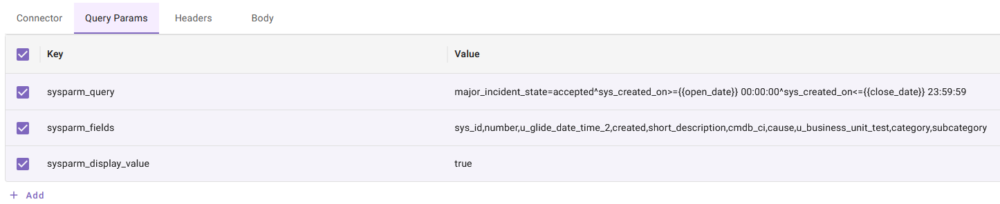 Connector Query Params Headers Body
Key Value
sysparm_query major_incident_state=accepted^sys_created_on>={{open_date}} 00:00:00^sys_created_on<={{close_date}} 23:59:59
sysparm_fields sys_id,number,u_glide_date_time_2,created,short_description,cmdb_ci,cause,u_business_unit_test,category,subcategory
sysparm_display_value true
+ Add